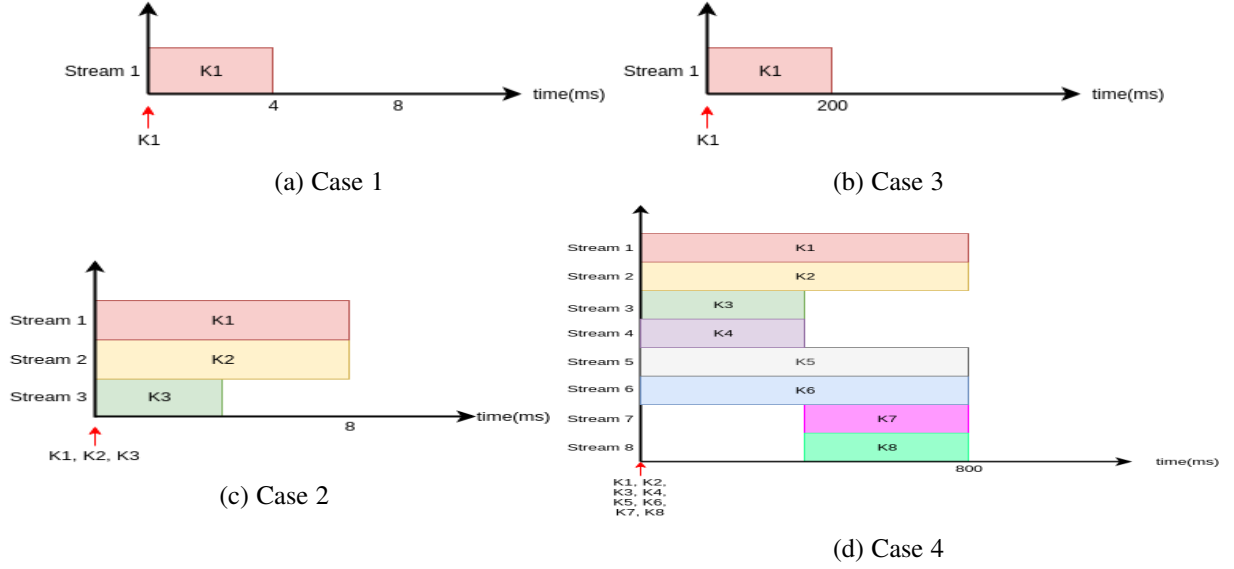 Stream 1
K1
4
8
time(ms)
K1
(a) Case 1
Stream 1
K1
200
time(ms)
K1
(b) Case 3
Stream 1
K1
Stream 2
K2
Stream 3
K3
8
time(ms)
K1, K2, K3
(c) Case 2
Stream 1
K1
Stream 2
K2
Stream 3
K3
Stream 4
K4
Stream 5
K5
Stream 6
K6
Stream 7
K7
Stream 8
K8
800
time(ms)
K1, K2,
K3, K4,
K5, K6,
K7, K8
(d) Case 4